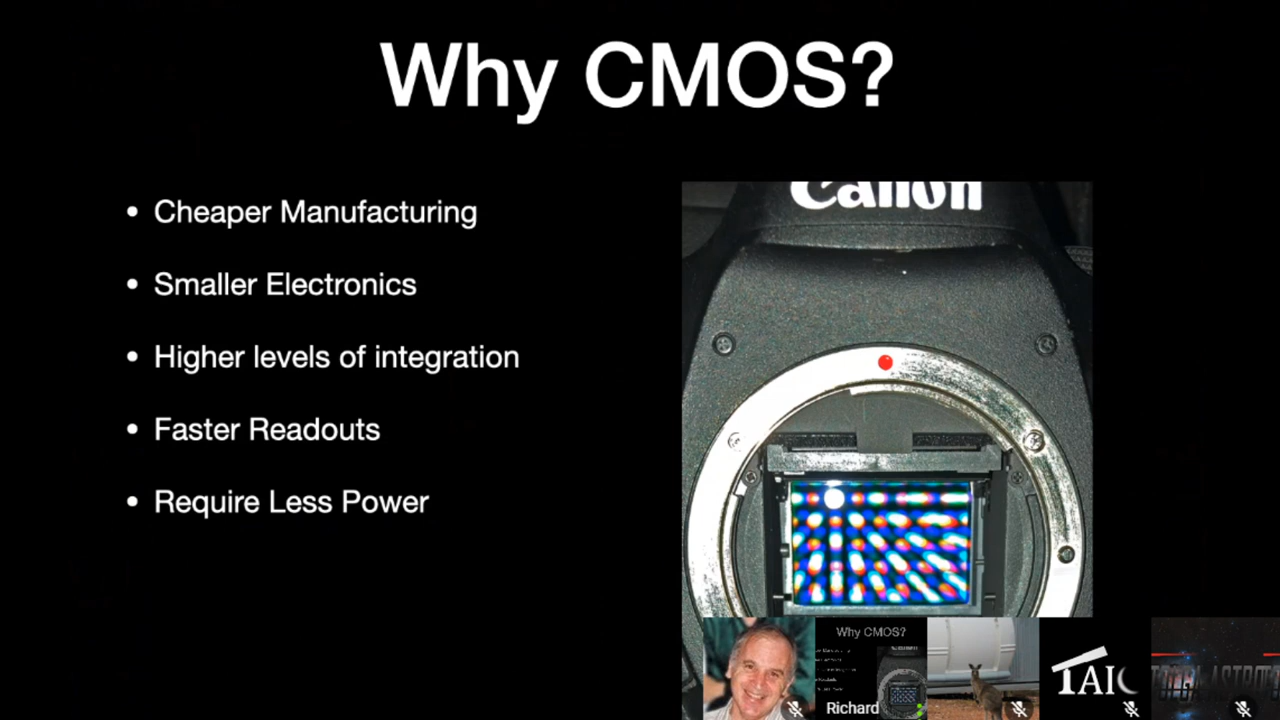 Why CMOS?
Cheaper Manufacturing
Smaller Electronics
Higher levels of integration
Faster Readouts
Require Less Power
Canon
Why CMOS?
Richard
TAIC